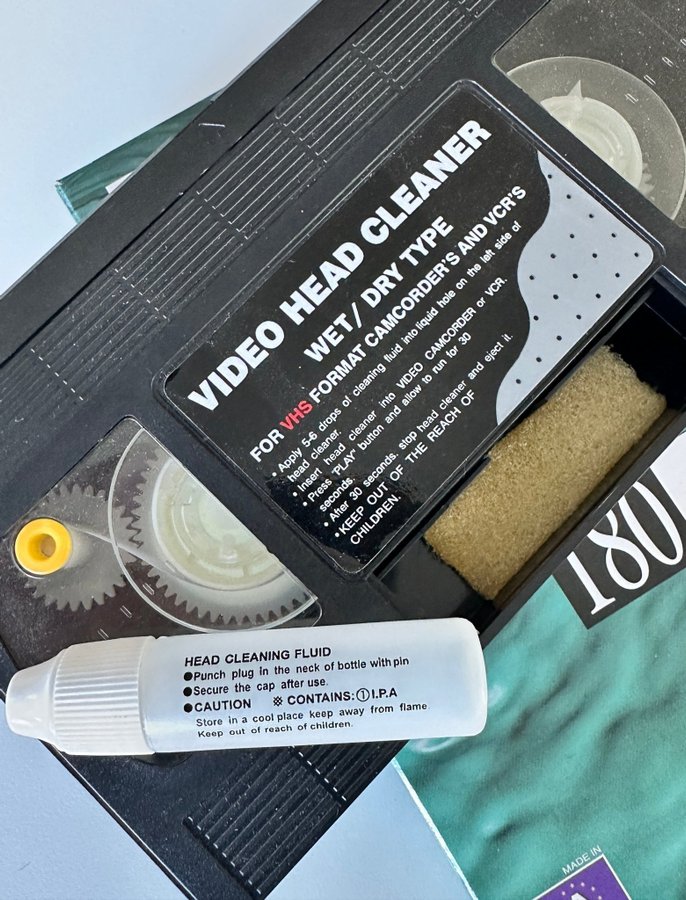 VIDEO HEAD CLEANER
WET/DRY TYPE
FOR VHS FORMAT CAMCORDER'S AND VCR'S
• Apply 5-6 drops of cleaning fluid into liquid hole on the left side of
head cleaner.
• Insert head cleaner into VIDEO CAMCORDER or VCR.
• Press "PLAY" button and allow to run for 30
seconds.
• After 30 seconds, stop head cleaner and eject it.
• KEEP OUT OF THE REACH OF
CHILDREN.
180
HEAD CLEANING FLUID
●Punch plug in the neck of bottle with pin
●Secure the cap after use.
●CAUTION ※ CONTAINS:①I.P.A
Store in a cool place keep away from flame.
Keep out of reach of children.
MADE IN